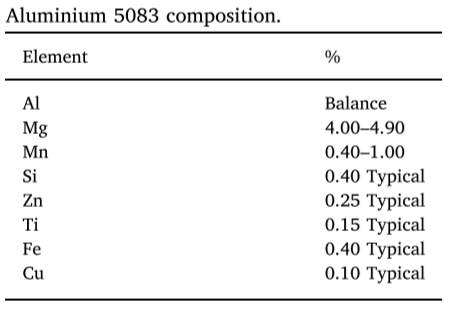 Aluminium 5083 composition.
Element %
Al Balance
Mg 4.00–4.90
Mn 0.40–1.00
Si 0.40 Typical
Zn 0.25 Typical
Ti 0.15 Typical
Fe 0.40 Typical
Cu 0.10 Typical